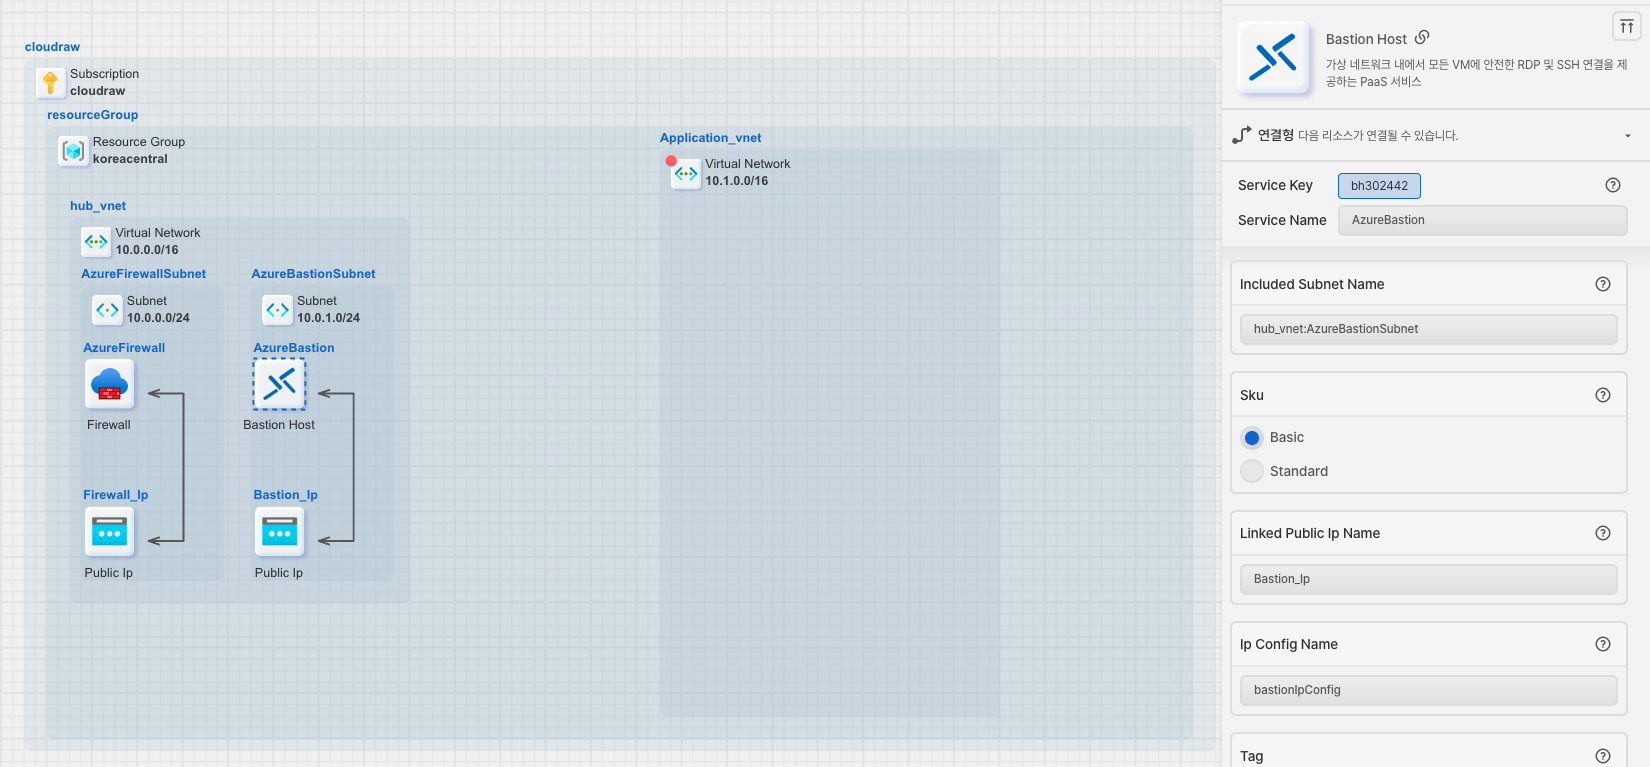 cloudraw
Subscription
cloudraw
resourceGroup
Resource Group
koreacentral
Application_vnet
Virtual Network
10.1.0.0/16
hub_vnet
Virtual Network
10.0.0.0/16
AzureFirewallSubnet
Subnet
10.0.0.0/24
AzureFirewall
Firewall
Firewall_Ip
Public Ip
AzureBastionSubnet
Subnet
10.0.1.0/24
AzureBastion
Bastion Host
Bastion_Ip
Public Ip
Bastion Host
가상 네트워크 내에서 모든 VM에 안전한 RDP 및 SSH 연결을 제
공하는 PaaS 서비스
연결형 다음 리소스가 연결될 수 있습니다.
Service Key bh302442
Service Name AzureBastion
Included Subnet Name
hub_vnet:AzureBastionSubnet
Sku
Basic
Standard
Linked Public Ip Name
Bastion_Ip
Ip Config Name
bastionIpConfig
Tag